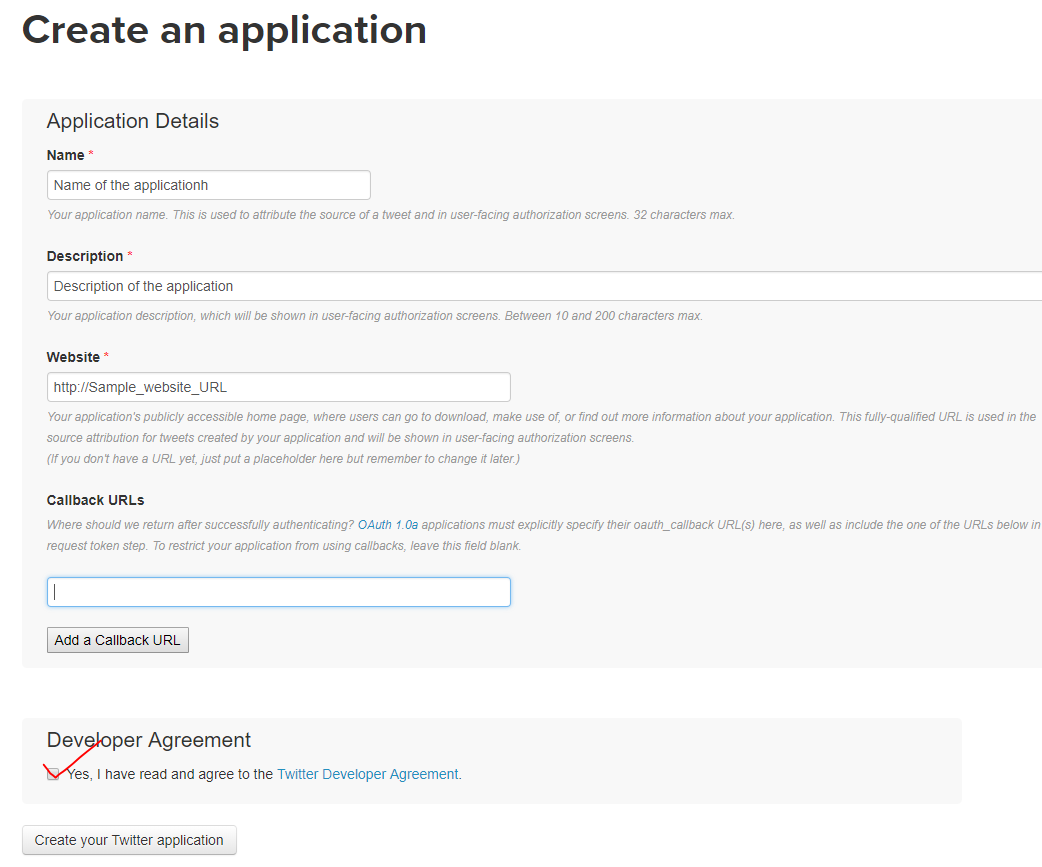 Create an application
Application Details
Name *
Name of the applicationh
Your application name. This is used to attribute the source of a tweet and in user-facing authorization screens. 32 characters max.
Description *
Description of the application
Your application description, which will be shown in user-facing authorization screens. Between 10 and 200 characters max.
Website *
http://Sample_website_URL
Your application's publicly accessible home page, where users can go to download, make use of, or find out more information about your application. This fully-qualified URL is used in the
source attribution for tweets created by your application and will be shown in user-facing authorization screens.
(If you don't have a URL yet, just put a placeholder here but remember to change it later.)
Callback URLs
Where should we return after successfully authenticating? OAuth 1.0a applications must explicitly specify their oauth_callback URL(s) here, as well as include the one of the URLs below in
request token step. To restrict your application from using callbacks, leave this field blank.
Add a Callback URL
Developer Agreement
Yes, I have read and agree to the Twitter Developer Agreement.
Create your Twitter application